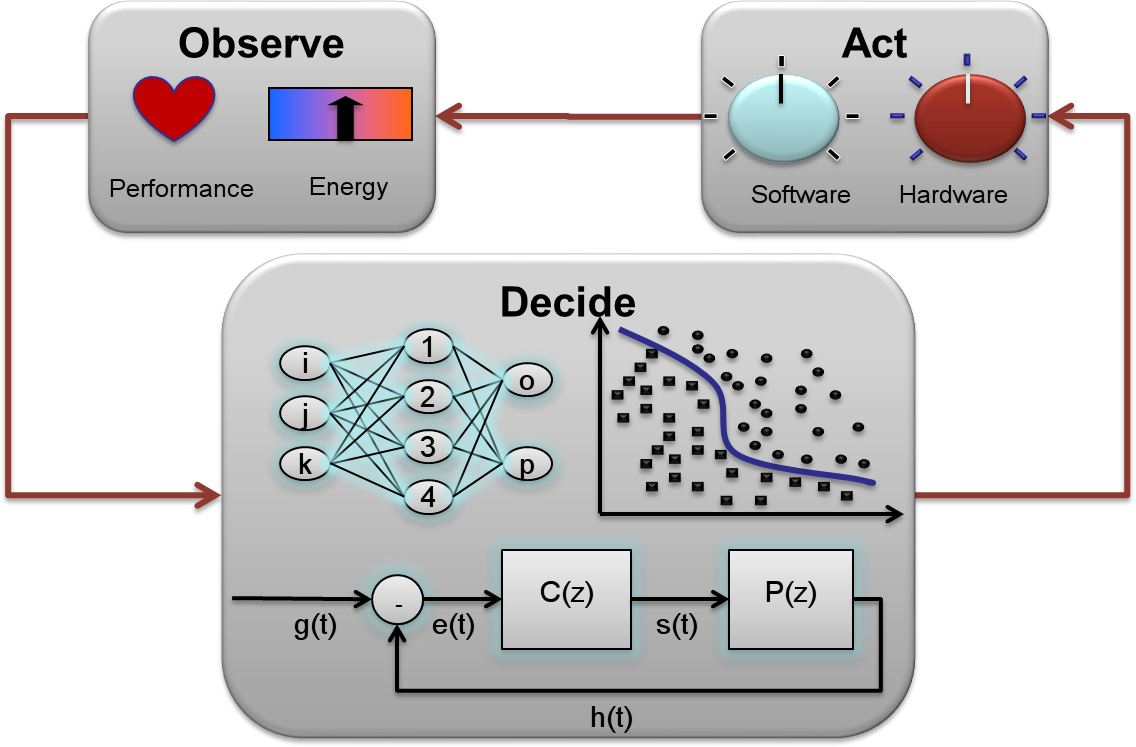 Observe
Performance
Energy
Act
Software
Hardware
Decide
i
j
k
1
2
3
4
o
p
g(t)
-
e(t)
C(z)
s(t)
P(z)
h(t)